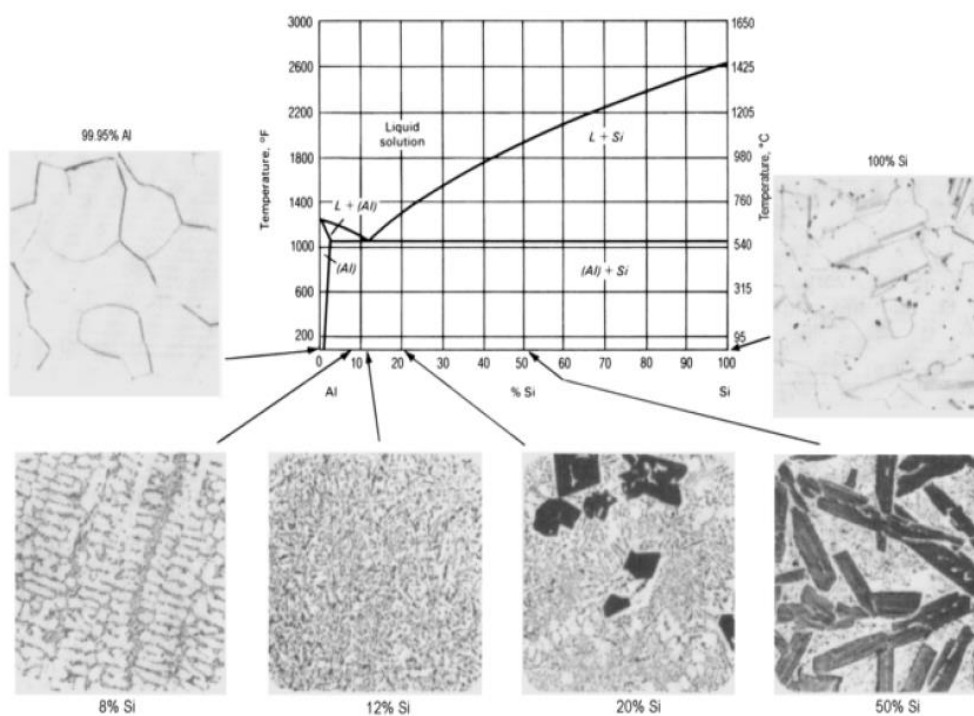 3000
2600
2200
1800
1400
1000
600
200
Temperature, °F
1650
1425
1205
980
760
540
315
95
Temperature, °C
Liquid
solution
L + Si
L + (Al)
(Al)
(Al) + Si
0 10 20 30 40 50 60 70 80 90 100
Al % Si Si
99.95% Al
100% Si
8% Si
12% Si
20% Si
50% Si